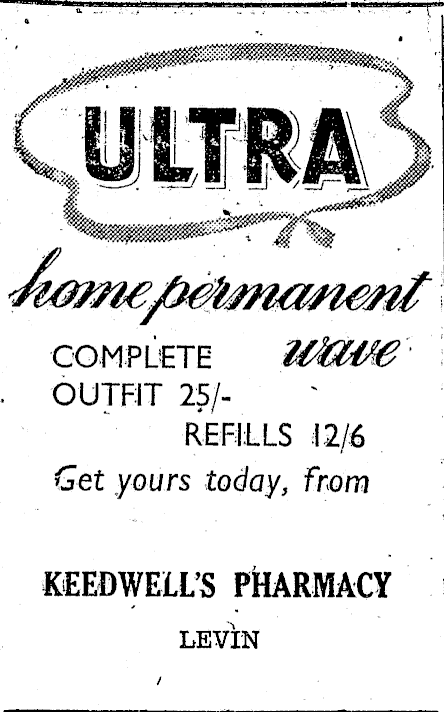 ULTRA
home permanent
wave
COMPLETE
OUTFIT 25/-
REFILLS 12/6
Get yours today, from
KEEDWELL'S PHARMACY
LEVIN